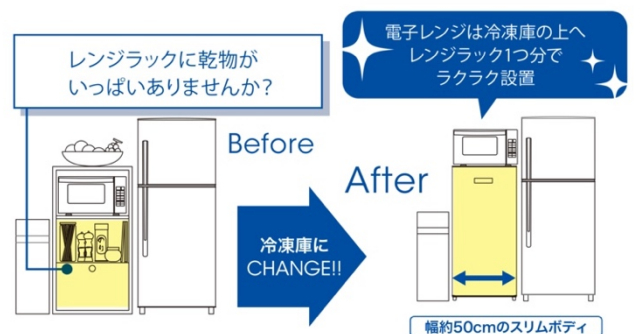 レンジラックに乾物が
いっぱいありませんか？
Before
冷凍庫に
CHANGE!!
電子レンジは冷凍庫の上へ
レンジラック1つ分で
ラクラク設置
After
幅約50cmのスリムボディ